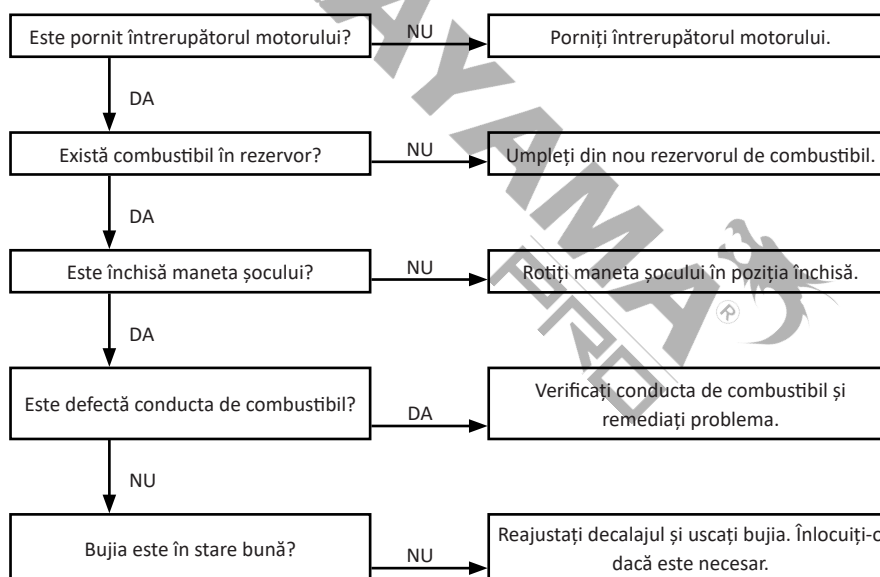 Este pornit întrerupătorul motorului?
NU
Porniți întrerupătorul motorului.
DA
Există combustibil în rezervor?
NU
Umpleți din nou rezervorul de combustibil.
DA
Este închisă maneta șocului?
NU
Rotiți maneta șocului în poziția închisă.
DA
Este defectă conducta de combustibil?
DA
Verificați conducta de combustibil și
remediați problema.
NU
Bujia este în stare bună?
NU
Reajustați decalajul și uscați bujia. Înlocuiți-o
dacă este necesar.
AYAMA
PRO
®